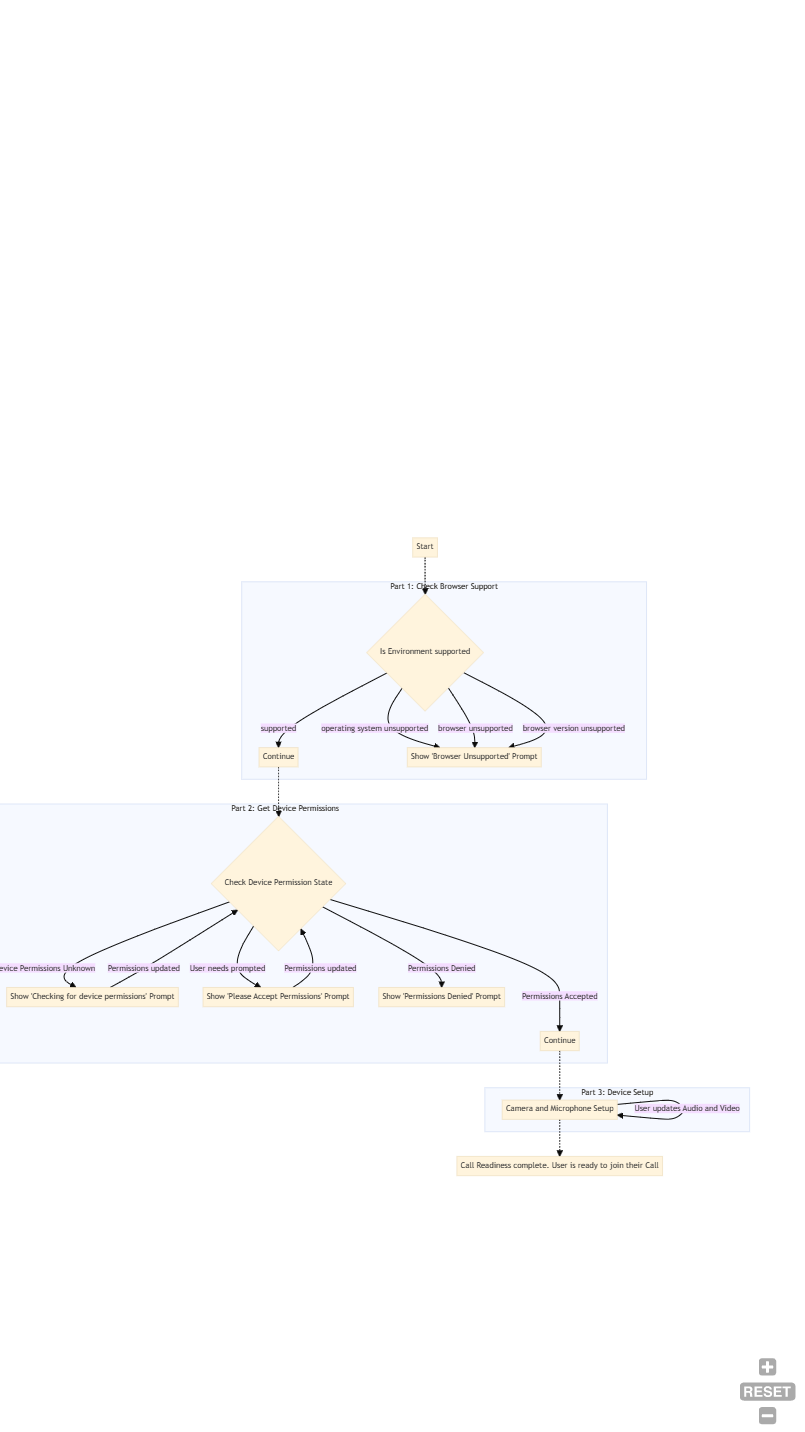 Start
Part 1: Check Browser Support
Is Environment supported
supported
operating system unsupported
browser unsupported
browser version unsupported
Continue
Show 'Browser Unsupported' Prompt
Part 2: Get Device Permissions
Check Device Permission State
evice Permissions Unknown
Permissions updated
User needs prompted
Permissions updated
Permissions Denied
Show 'Checking for device permissions' Prompt
Show 'Please Accept Permissions' Prompt
Show 'Permissions Denied' Prompt
Permissions Accepted
Continue
Part 3: Device Setup
Camera and Microphone Setup
User updates Audio and Video
Call Readiness complete. User is ready to join their Call
RESET